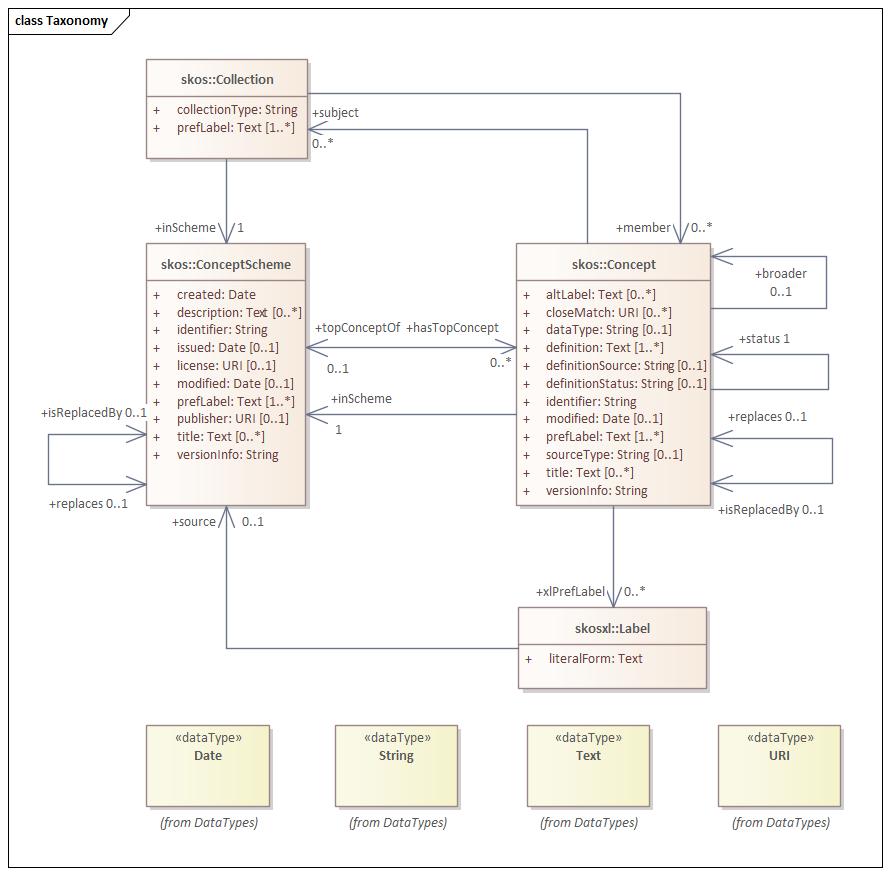 class Taxonomy
skos::Collection
+ collectionType: String
+ prefLabel: Text [1..*]
+subject
0..*
+inScheme 1
+member 0..*
skos::ConceptScheme
+ created: Date
+ description: Text [0..*]
+ identifier: String
+ issued: Date [0..1]
+ license: URI [0..1]
+ modified: Date [0..1]
+ prefLabel: Text [1..*]
+ publisher: URI [0..1]
+ title: Text [0..*]
+ versionInfo: String
+isReplacedBy 0..1
+replaces 0..1
+topConceptOf +hasTopConcept
0..1 0..*
+inScheme
1
skos::Concept
+ altLabel: Text [0..*]
+ closeMatch: URI [0..*]
+ dataType: String [0..1]
+ definition: Text [1..*]
+ definitionSource: String [0..1]
+ definitionStatus: String [0..1]
+ identifier: String
+ modified: Date [0..1]
+ prefLabel: Text [1..*]
+ sourceType: String [0..1]
+ title: Text [0..*]
+ versionInfo: String
+broader
0..1
+status 1
+replaces 0..1
+isReplacedBy 0..1
+source 0..1
+xlPrefLabel 0..*
skosxl::Label
+ literalForm: Text
«dataType»
Date
(from DataTypes)
«dataType»
String
(from DataTypes)
«dataType»
Text
(from DataTypes)
«dataType»
URI
(from DataTypes)